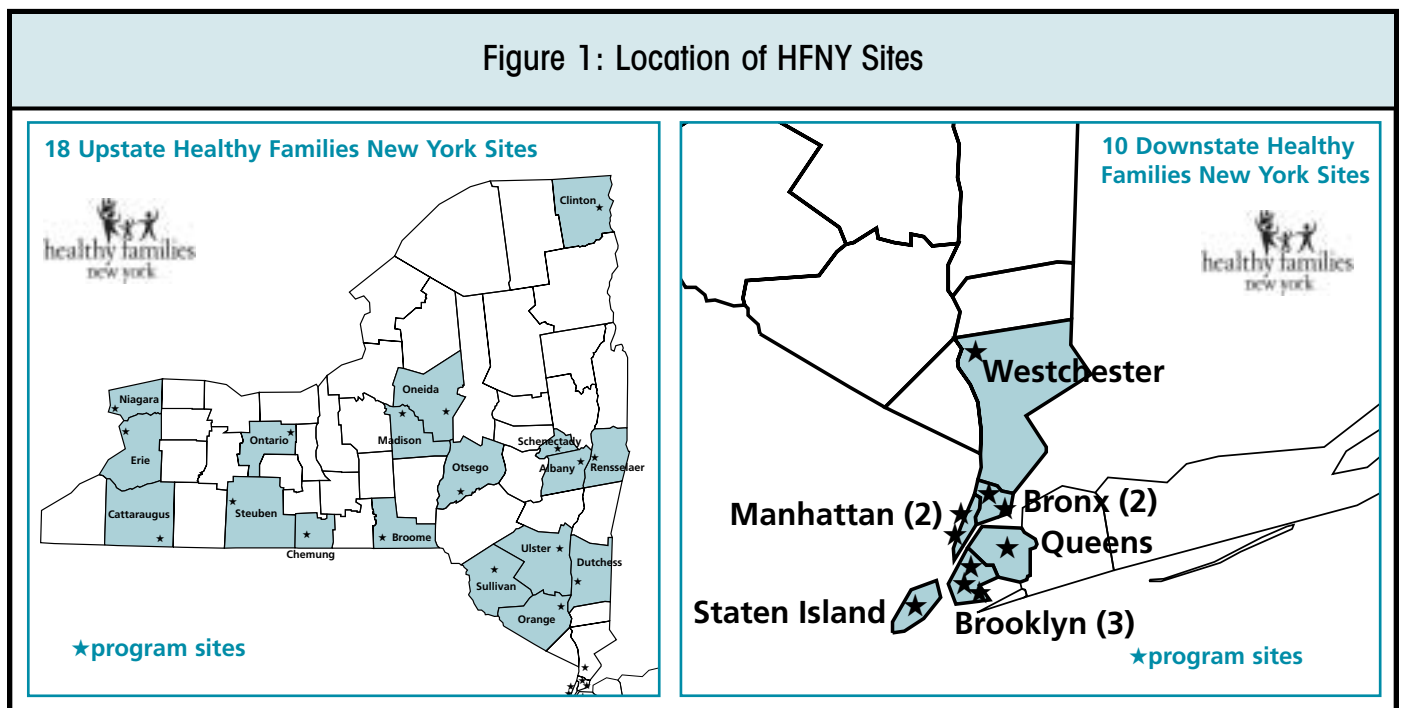 Figure 1: Location of HFNY Sites
18 Upstate Healthy Families New York Sites
healthy families
new york
Clinton
Niagara
Oneida
Ontario
Madison
Schenectady
Erie
Otsego
Albany
Rensselaer
Cattaraugus
Steuben
Chemung
Broome
Ulster
Dutchess
Sullivan
Orange
★program sites
10 Downstate Healthy
Families New York Sites
healthy families
new york
Westchester
Manhattan (2)
Bronx (2)
Queens
Staten Island
Brooklyn (3)
★program sites